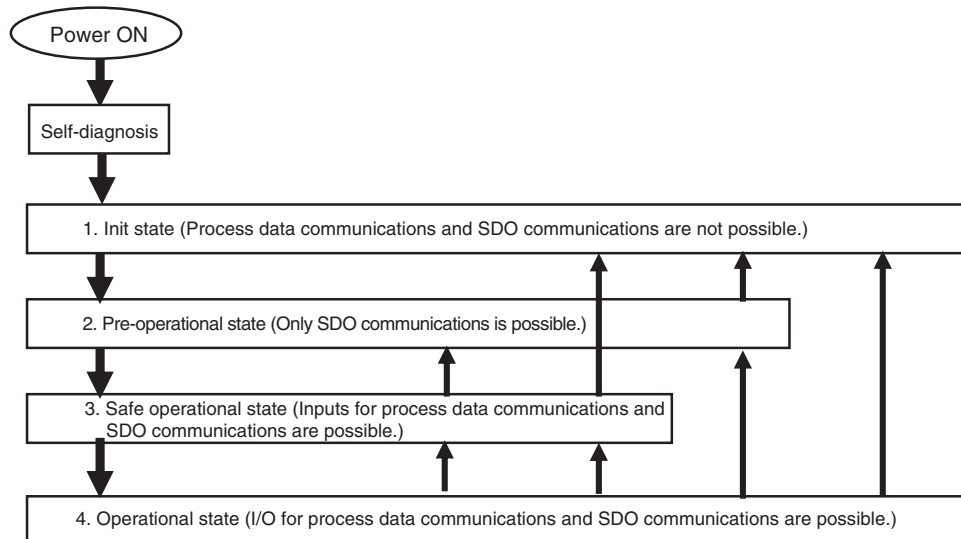 Power ON
Self-diagnosis
1. Init state (Process data communications and SDO communications are not possible.)
2. Pre-operational state (Only SDO communications is possible.)
3. Safe operational state (Inputs for process data communications and
SDO communications are possible.)
4. Operational state (I/O for process data communications and SDO communications are possible.)